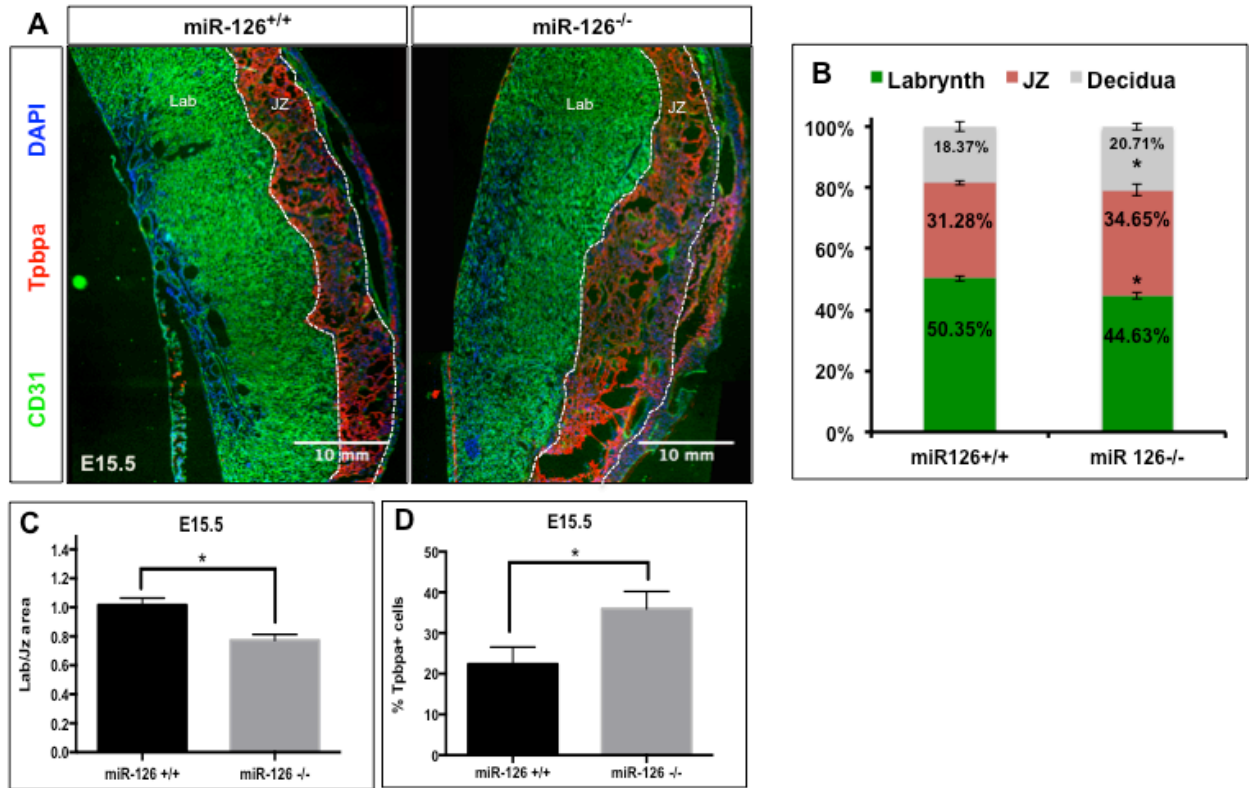 A
miR-126+/+
miR-126-/-
DAPI
Tpbpa
CD31
Lab
JZ
Lab
JZ
10 mm
10 mm
E15.5
B
Labrynth
JZ
Decidua
100%
80%
60%
40%
20%
0%
18.37%
31.28%
50.35%
20.71%
*
34.65%
*
44.63%
miR126+/+
miR 126-/-
C
E15.5
Lab/Jz area
1.4
1.2
1.0
0.8
0.6
0.4
0.2
0.0
*
miR-126 +/+
miR-126 -/-
D
E15.5
% Tpbpa+ cells
50
40
30
20
10
0
*
miR-126 +/+
miR-126 -/-